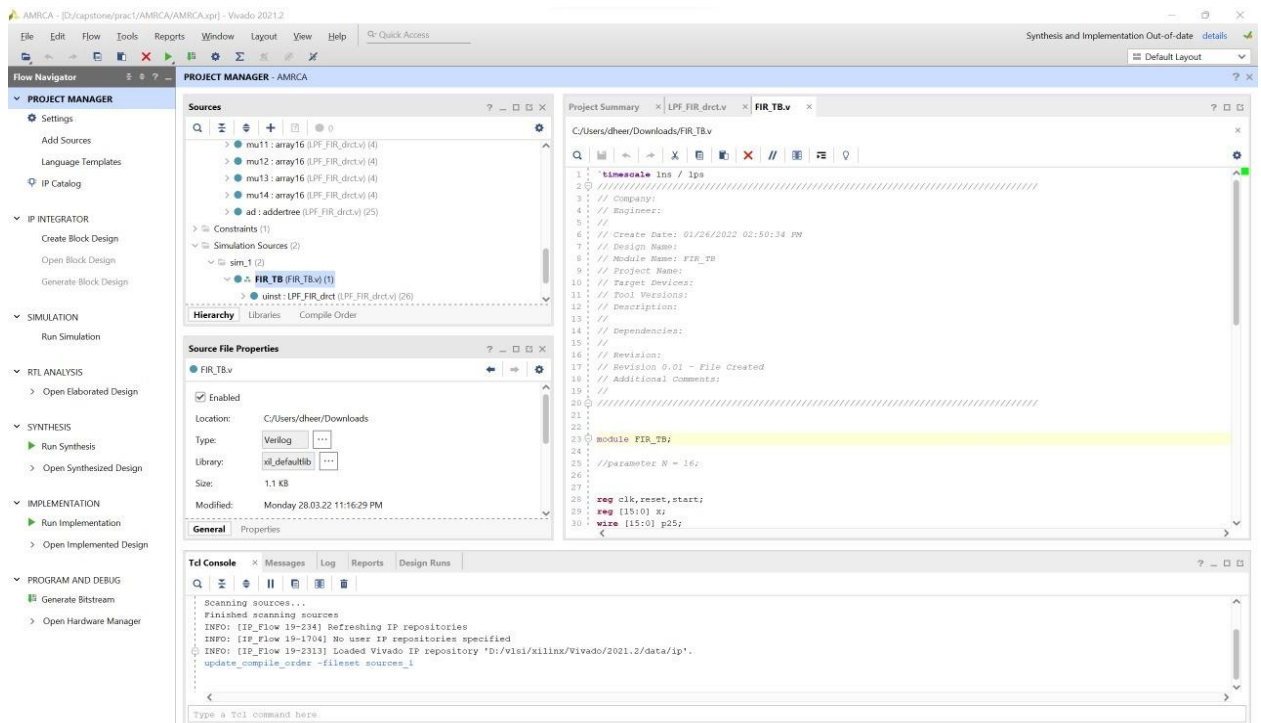 AMRCA - [D:/capstone/prac1/AMRCA/AMRCA.xpr] - Vivado 2021.2
File Edit Flow Tools Reports Window Layout View Help Quick Access
Synthesis and Implementation Out-of-date details
Default Layout
Flow Navigator
PROJECT MANAGER
Settings
Add Sources
Language Templates
IP Catalog
IP INTEGRATOR
Create Block Design
Open Block Design
Generate Block Design
SIMULATION
Run Simulation
RTL ANALYSIS
Open Elaborated Design
SYNTHESIS
Run Synthesis
Open Synthesized Design
IMPLEMENTATION
Run Implementation
Open Implemented Design
PROGRAM AND DEBUG
Generate Bitstream
Open Hardware Manager
PROJECT MANAGER - AMRCA
Sources
0
mu11 : array16 (LPF_FIR_drct.v) (4)
mu12 : array16 (LPF_FIR_drct.v) (4)
mu13 : array16 (LPF_FIR_drct.v) (4)
mu14 : array16 (LPF_FIR_drct.v) (4)
ad : addertree (LPF_FIR_drct.v) (25)
Constraints (1)
Simulation Sources (2)
sim_1 (2)
FIR_TB (FIR_TB.v) (1)
uinst : LPF_FIR_drct (LPF_FIR_drct.v) (26)
Hierarchy Libraries Compile Order
Source File Properties
FIR_TB.v
Enabled
Location: C:/Users/dheer/Downloads
Type: Verilog
Library: xil_defaultlib
Size: 1.1 KB
Modified: Monday 28.03.22 11:16:29 PM
General Properties
Project Summary LPF_FIR_drct.v FIR_TB.v
C:/Users/dheer/Downloads/FIR_TB.v
1 `timescale 1ns / 1ps
2 //////////////////////////////////////////////////////////////////////////////////
3 // Company:
4 // Engineer:
5 //
6 // Create Date: 01/26/2022 02:50:34 PM
7 // Design Name:
8 // Module Name: FIR_TB
9 // Project Name:
10 // Target Devices:
11 // Tool Versions:
12 // Description:
13 //
14 // Dependencies:
15 //
16 // Revision:
17 // Revision 0.01 - File Created
18 // Additional Comments:
19 //
20 //////////////////////////////////////////////////////////////////////////////////
21
22
23 module FIR_TB;
24
25 //parameter N = 16;
26
27
28 reg clk,reset,start;
29 reg [15:0] x;
30 wire [15:0] p25;
Tcl Console Messages Log Reports Design Runs
Scanning sources...
Finished scanning sources
INFO: [IP_Flow 19-234] Refreshing IP repositories
INFO: [IP_Flow 19-1704] No user IP repositories specified
INFO: [IP_Flow 19-2313] Loaded Vivado IP repository 'D:/vlsi/xilinx/Vivado/2021.2/data/ip'.
update_compile_order -fileset sources_1
Type a Tcl command here